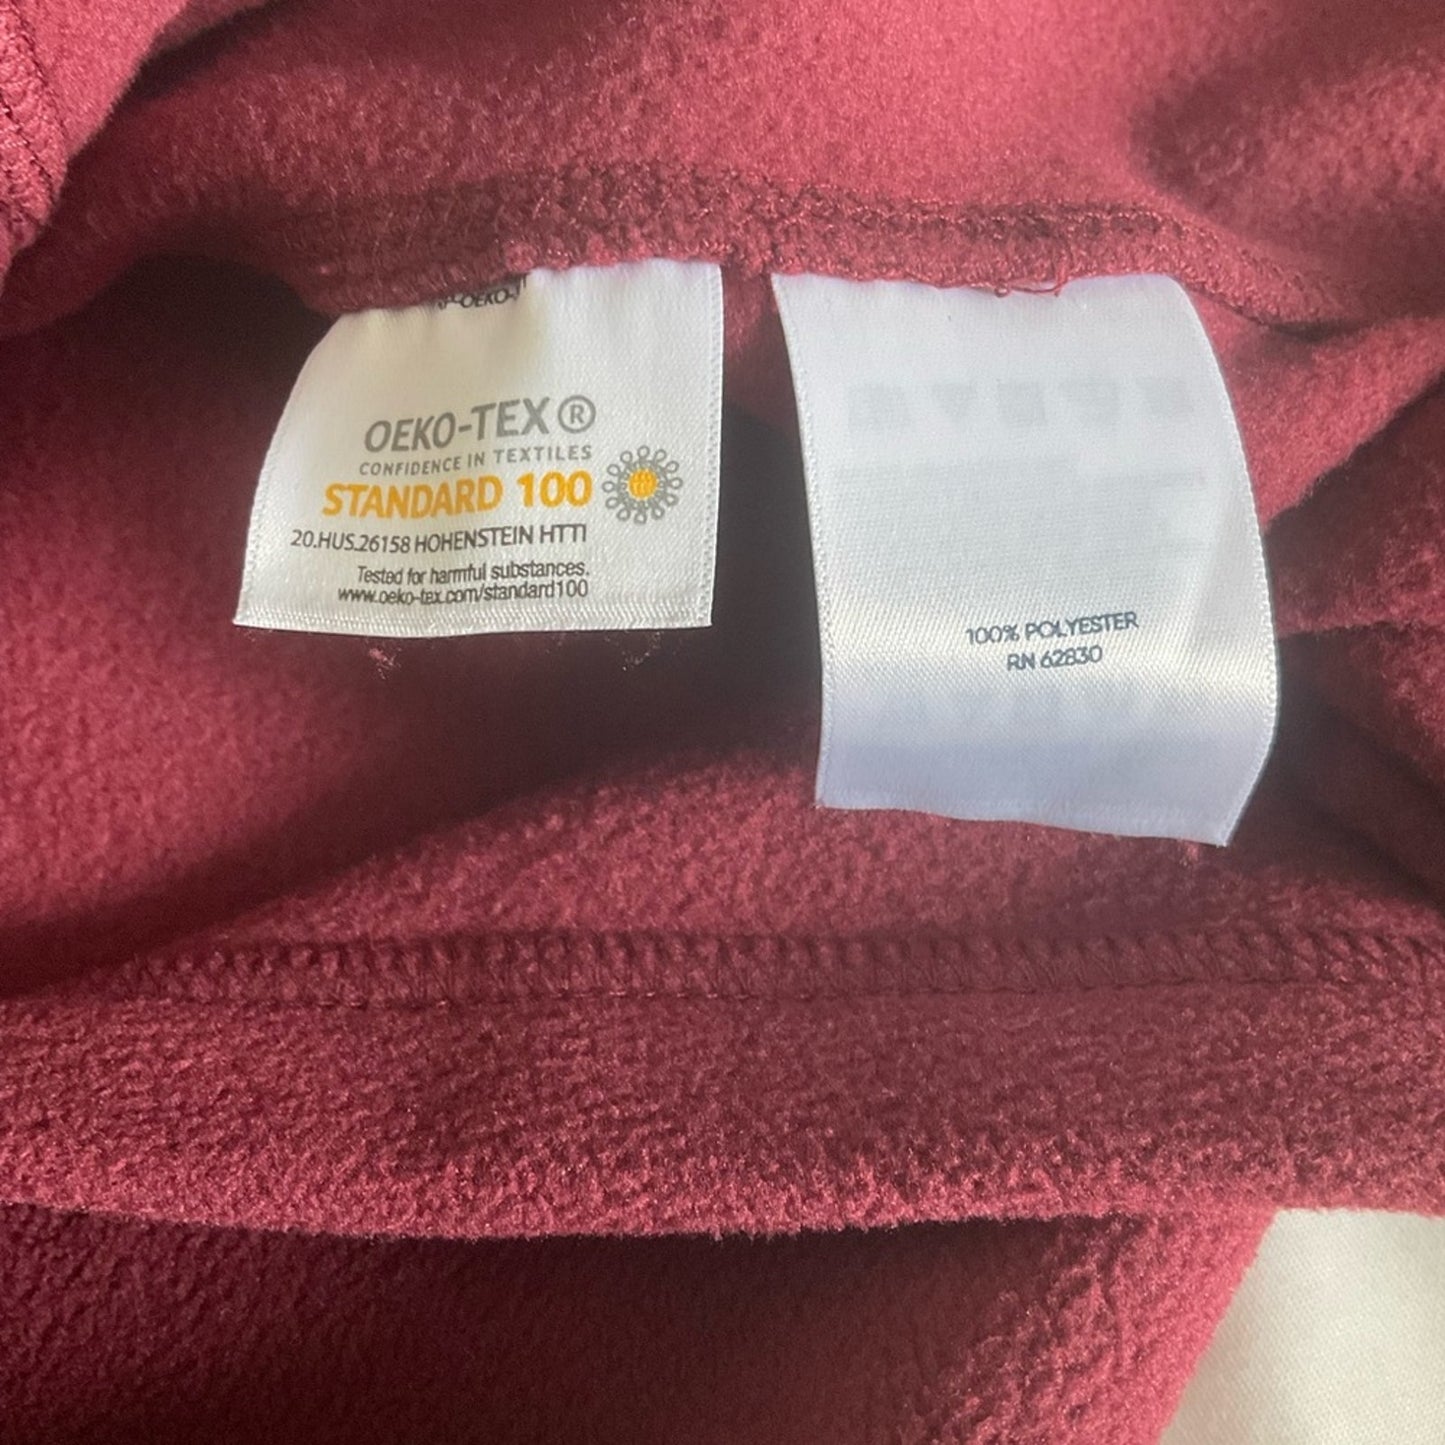 OEKO-TEX®
CONFIDENCE IN TEXTILES
STANDARD 100
20.HUS.26158 HOHENSTEIN HTTI
Tested for harmful substances.
www.oeko-tex.com/standard100
100% POLYESTER
RN 62830